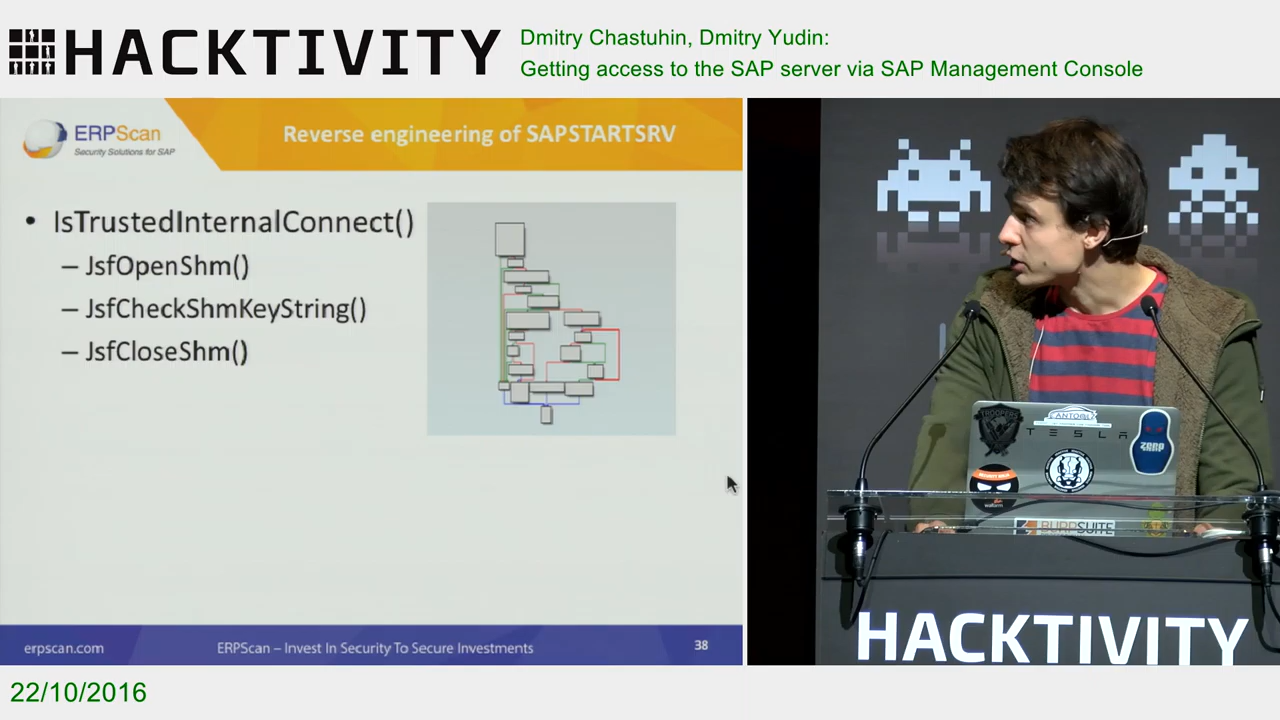 HACKTIVITY
Dmitry Chastuhin, Dmitry Yudin:
Getting access to the SAP server via SAP Management Console
ERPScan
Security Solutions for SAP
Reverse engineering of SAPSTARTSRV
• IsTrustedInternalConnect()
– JsfOpenShm()
– JsfCheckShmKeyString()
– JsfCloseShm()
erpscan.com
ERPScan – Invest In Security To Secure Investments
38
TROOPERS
TESLA
BURPSUITE
HACKTIVITY
22/10/2016